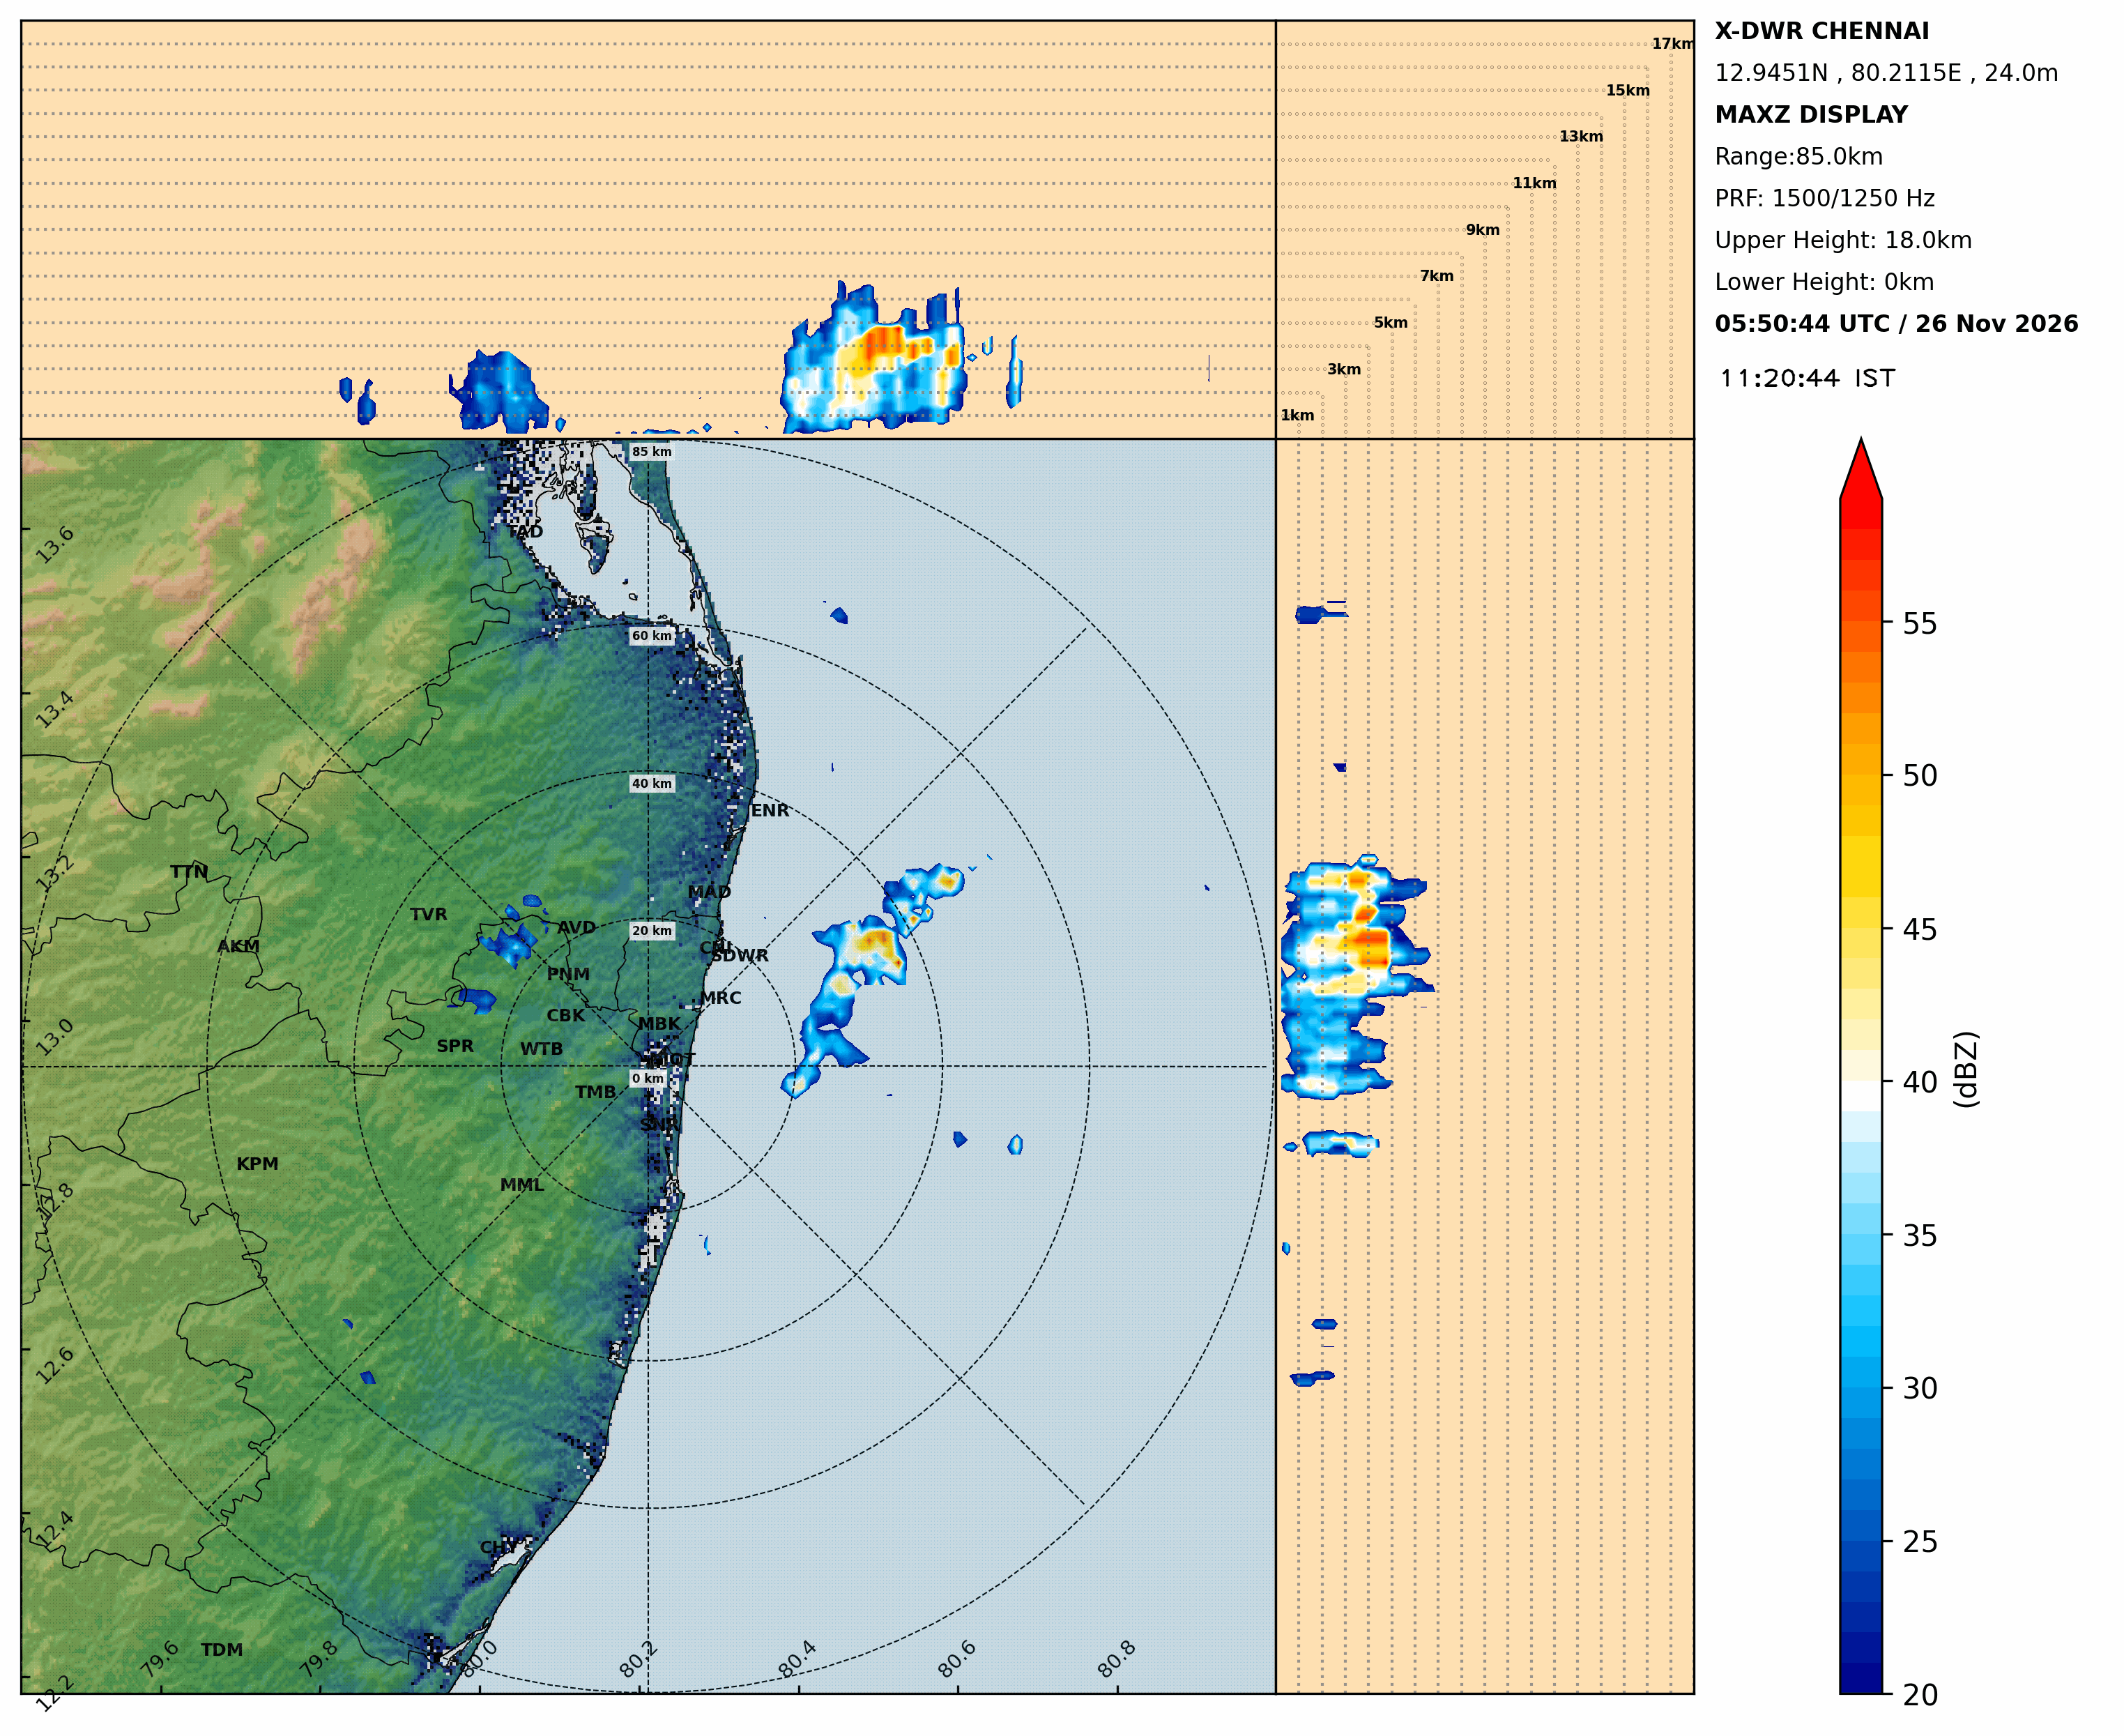 X-DWR CHENNAI
12.9451N , 80.2115E , 24.0m
MAXZ DISPLAY
Range:85.0km
PRF: 1500/1250 Hz
Upper Height: 18.0km
Lower Height: 0km
05:50:44 UTC / 26 Nov 2026
11:20:44 IST
17km
15km
13km
11km
9km
7km
5km
3km
1km
85 km
60 km
40 km
20 km
0 km
TAD
ENR
TTN
MAD
TVR
AVD
AKM
SDWR
PNM
MRC
CBK
MBK
SPR
WTB
TMB
SNR
KPM
MML
CHY
TDM
13.6
13.4
13.2
13.0
12.8
12.6
12.4
12.2
79.6
79.8
80.0
80.2
80.4
80.6
80.8
55
50
45
40
35
30
25
20
(dBZ)